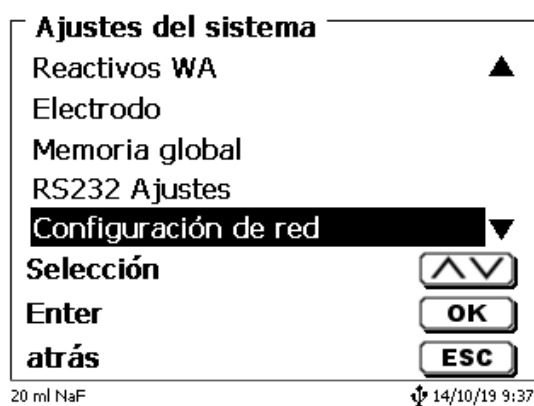 Ajustes del sistema
Reactivos WA
Electrodo
Memoria global
RS232 Ajustes
Configuración de red
Selección
Enter OK
atrás ESC
20 ml NaF 14/10/19 9:37